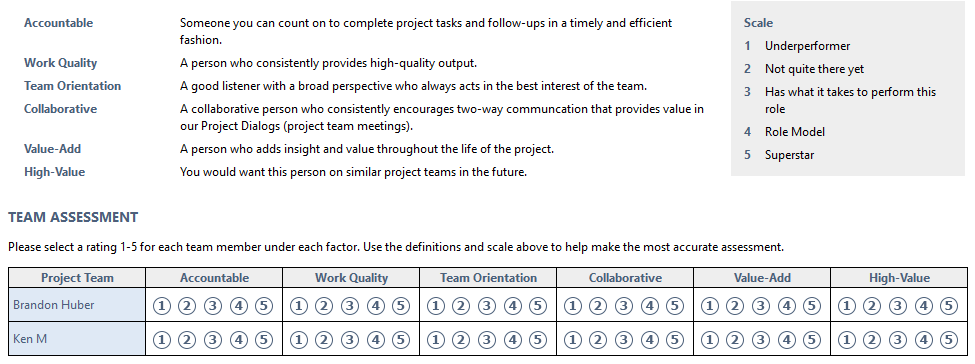 Accountable Someone you can count on to complete project tasks and follow-ups in a timely and efficient
fashion.
Work Quality A person who consistently provides high-quality output.
Team Orientation A good listener with a broad perspective who always acts in the best interest of the team.
Collaborative A collaborative person who consistently encourages two-way communcation that provides value in
our Project Dialogs (project team meetings).
Value-Add A person who adds insight and value throughout the life of the project.
High-Value You would want this person on similar project teams in the future.
Scale
1 Underperformer
2 Not quite there yet
3 Has what it takes to perform this
role
4 Role Model
5 Superstar
TEAM ASSESSMENT
Please select a rating 1-5 for each team member under each factor. Use the definitions and scale above to help make the most accurate assessment.
Project Team Accountable Work Quality Team Orientation Collaborative Value-Add High-Value
Brandon Huber 1 2 3 4 5 1 2 3 4 5 1 2 3 4 5 1 2 3 4 5 1 2 3 4 5 1 2 3 4 5
Ken M 1 2 3 4 5 1 2 3 4 5 1 2 3 4 5 1 2 3 4 5 1 2 3 4 5 1 2 3 4 5